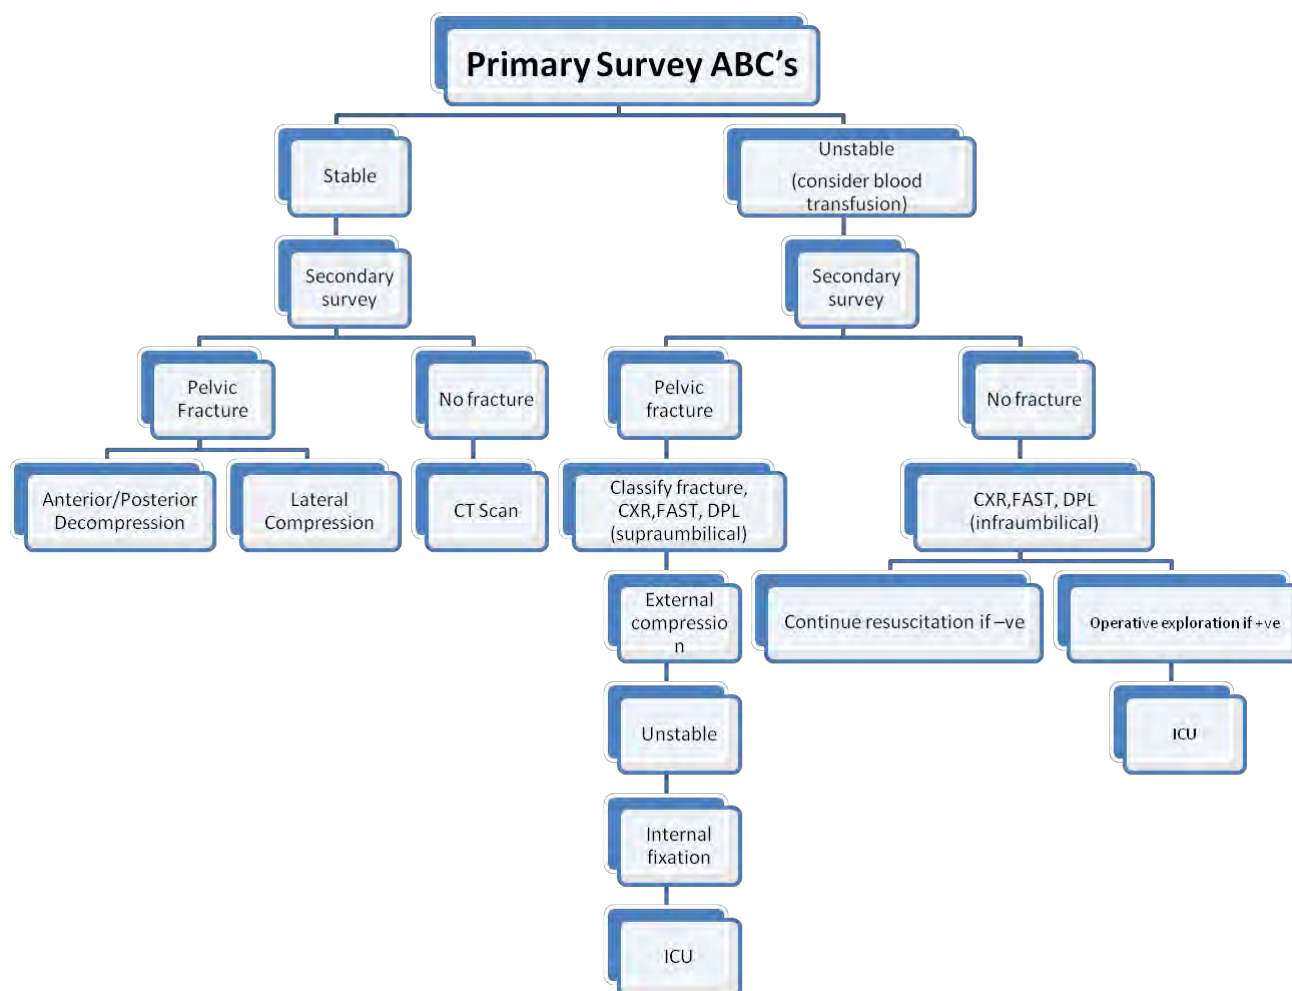 Primary Survey ABC's
Stable
Unstable
(consider blood
transfusion)
Secondary
survey
Secondary
survey
Pelvic
Fracture
No fracture
Pelvic
fracture
No fracture
Anterior/Posterior
Decompression
Lateral
Compression
CT Scan
Classify fracture,
CXR,FAST, DPL
(supraumbilical)
CXR,FAST, DPL
(infraumbilical)
External
compressio
n
Continue resuscitation if –ve
Operative exploration if +ve
Unstable
ICU
Internal
fixation
ICU